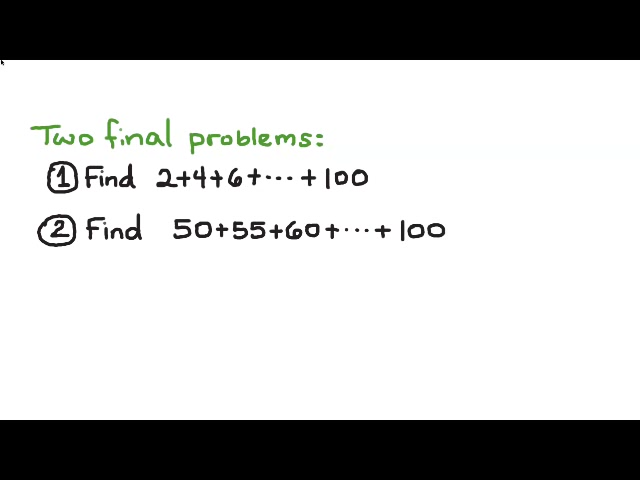 Two final problems:
① Find 2+4+6+⋯+100
② Find 50+55+60+⋯+100